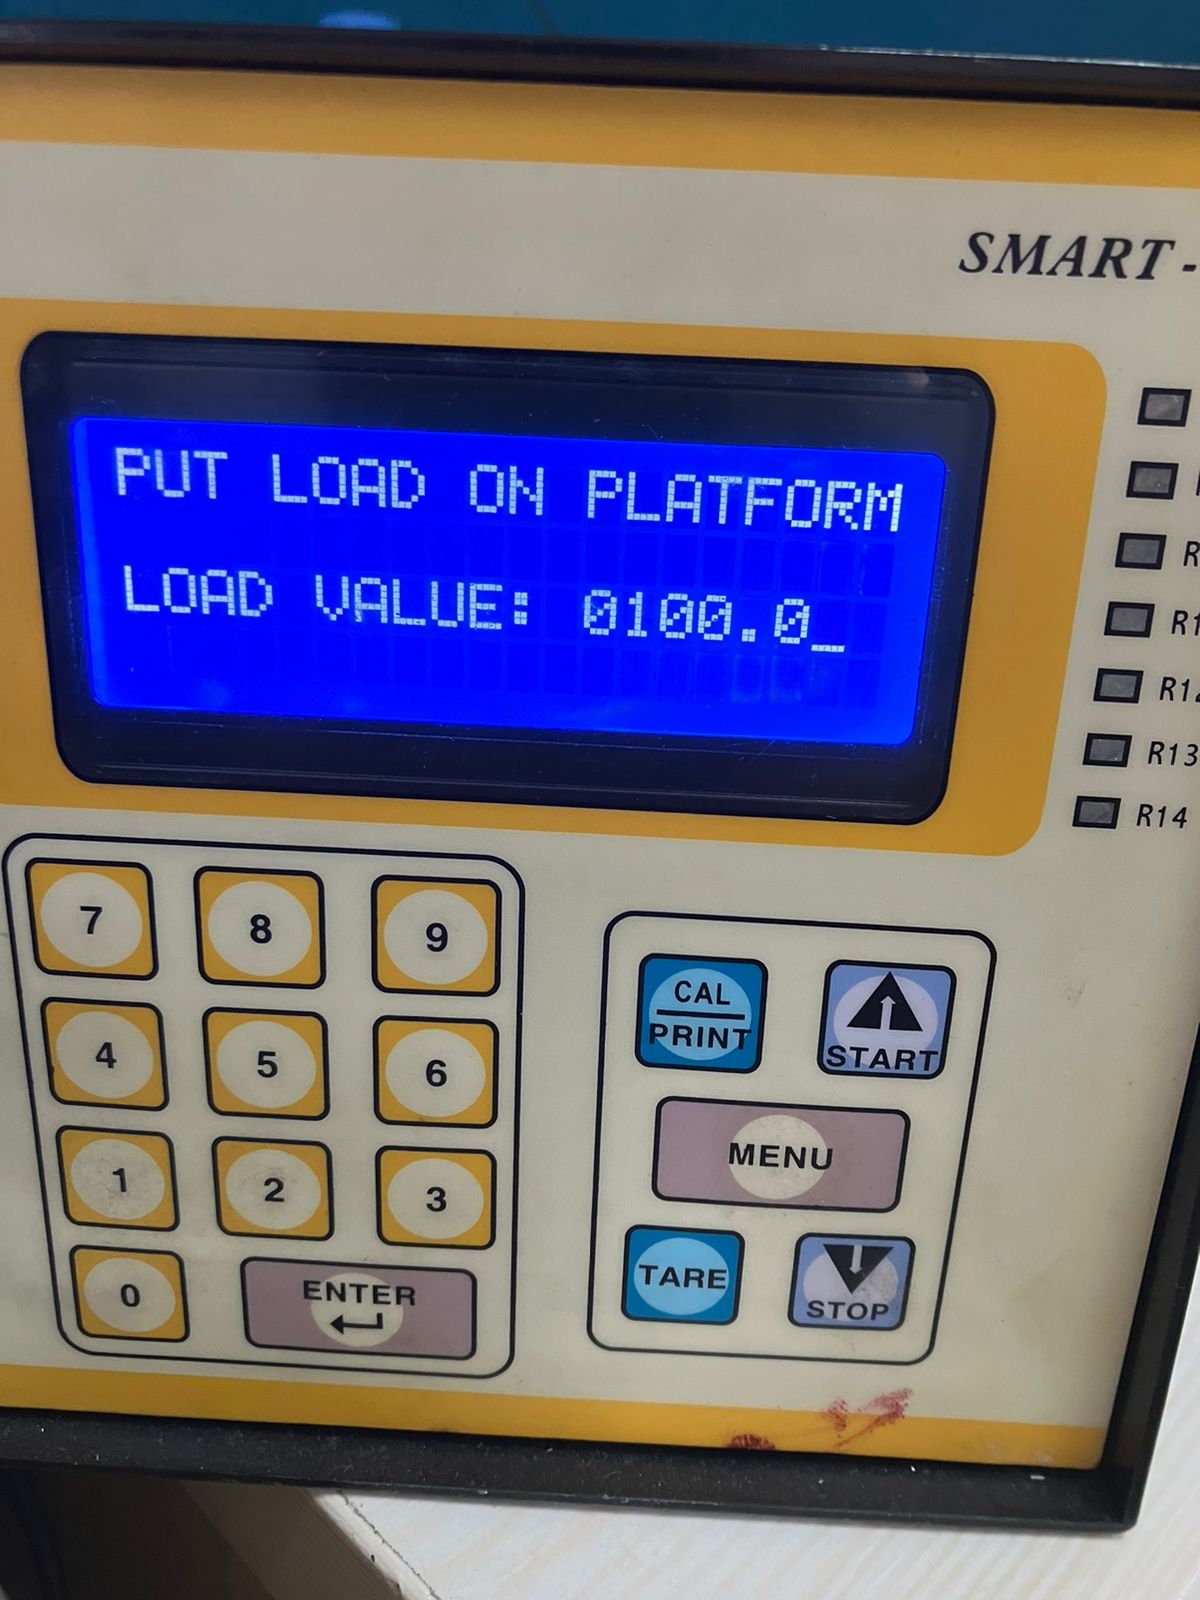 SMART -
PUT LOAD ON PLATFORM
LOAD VALUE: 0100.0_
R13
R14
7 8 9
4 5 6
1 2 3
0 ENTER
CAL
PRINT
START
MENU
TARE
STOP